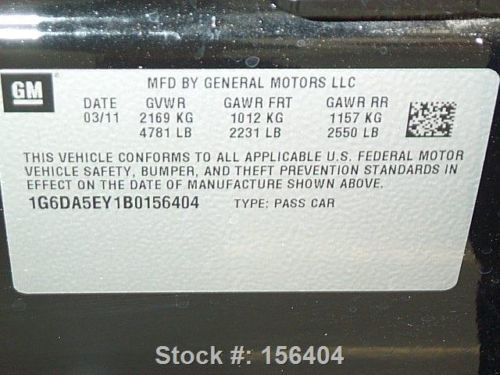 GM
MFD BY GENERAL MOTORS LLC
DATE GVWR GAWR FRT GAWR RR
03/11 2169 KG 1012 KG 1157 KG
4781 LB 2231 LB 2550 LB
THIS VEHICLE CONFORMS TO ALL APPLICABLE U.S. FEDERAL MOTOR
VEHICLE SAFETY, BUMPER, AND THEFT PREVENTION STANDARDS IN
EFFECT ON THE DATE OF MANUFACTURE SHOWN ABOVE.
1G6DA5EY1B0156404 TYPE: PASS CAR
Stock #: 156404